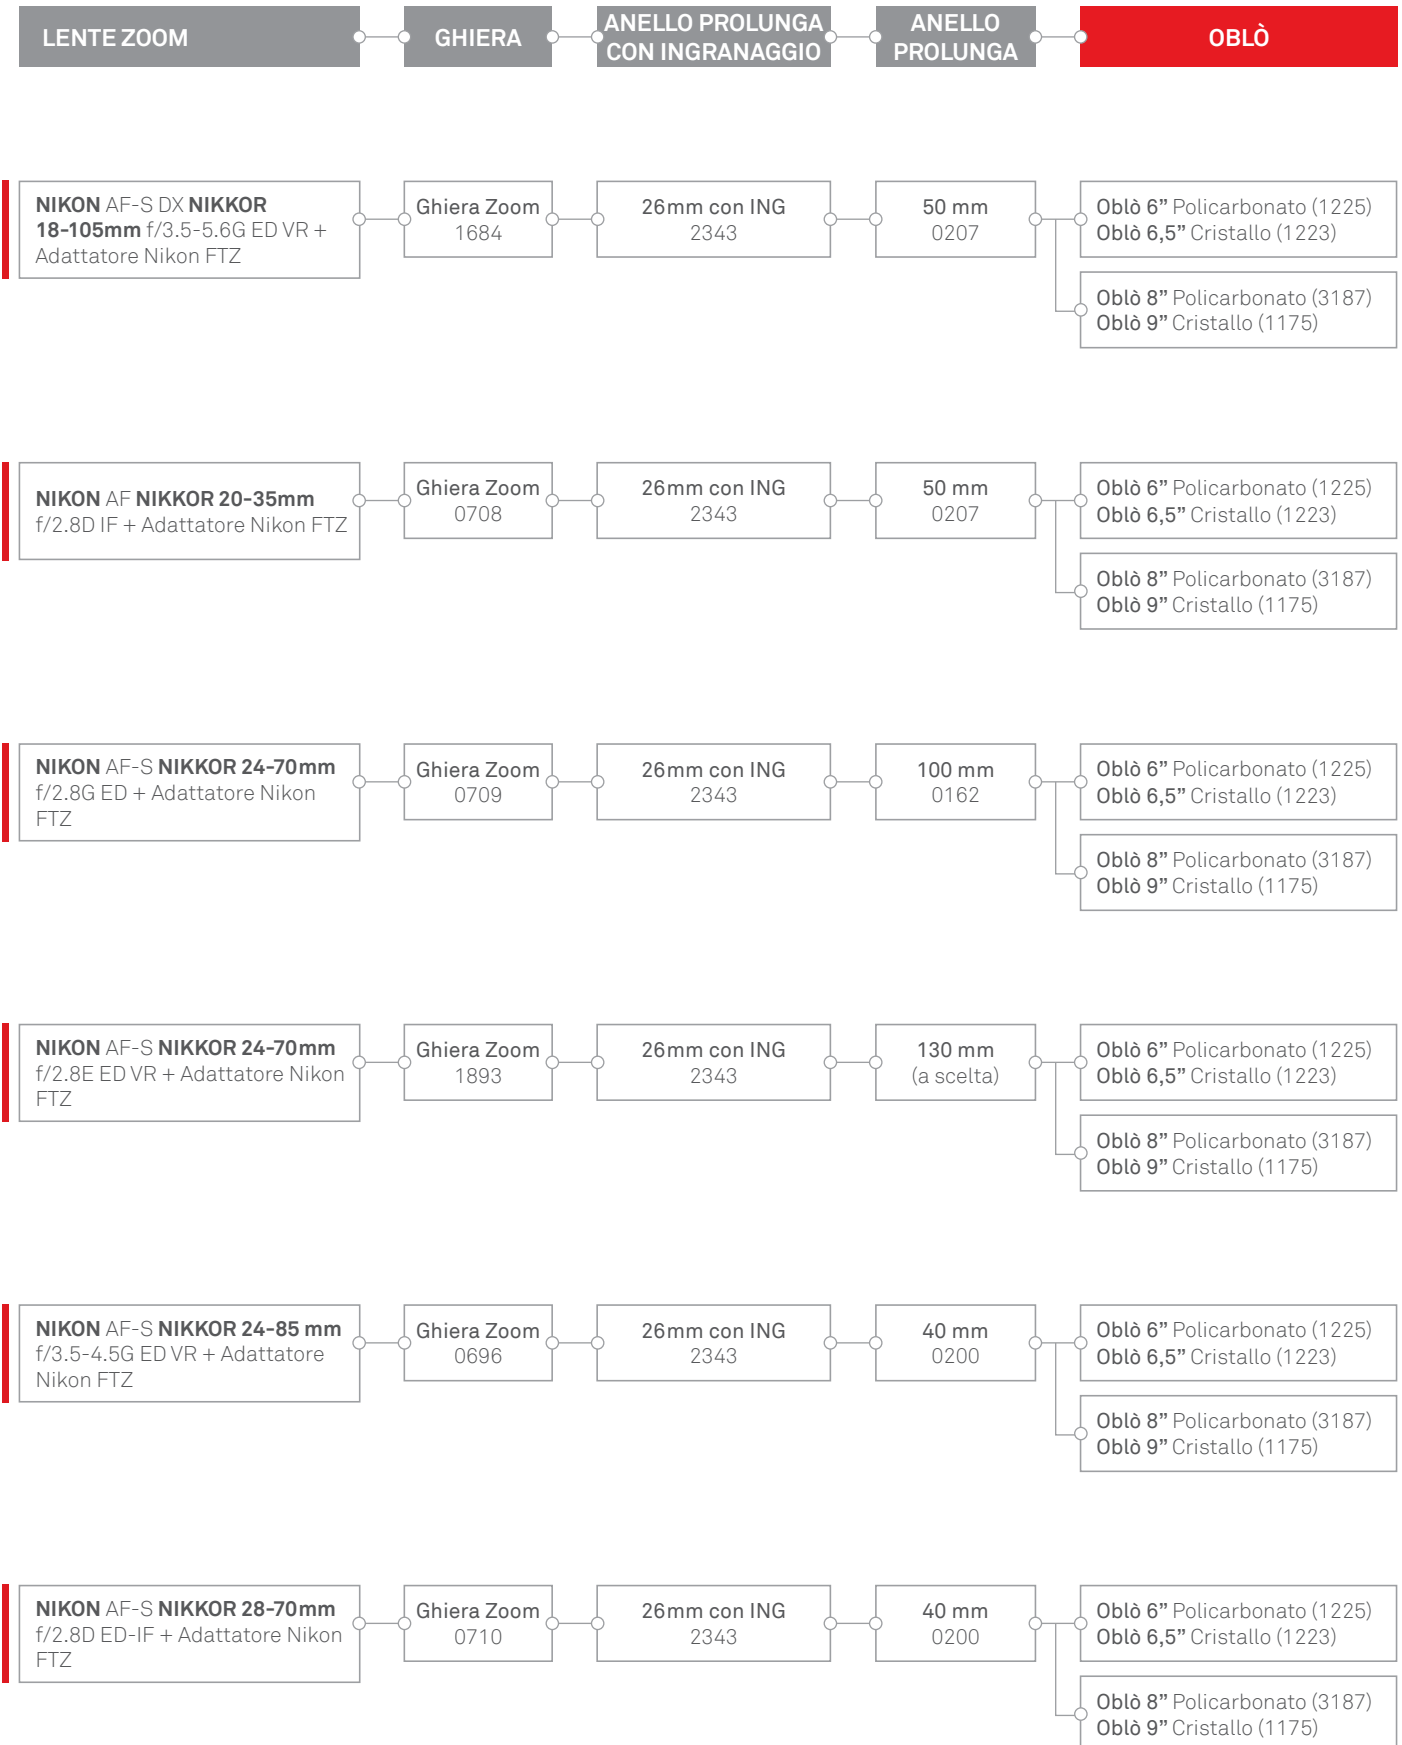 LENTE ZOOM
GHIERA
ANELLO PROLUNGA
CON INGRANAGGIO
ANELLO
PROLUNGA
OBLÒ
NIKON AF-S DX NIKKOR
18-105mm f/3.5-5.6G ED VR +
Adattatore Nikon FTZ
Ghiera Zoom
1684
26mm con ING
2343
50 mm
0207
Oblò 6” Policarbonato (1225)
Oblò 6,5” Cristallo (1223)
Oblò 8” Policarbonato (3187)
Oblò 9” Cristallo (1175)
NIKON AF NIKKOR 20-35mm
f/2.8D IF + Adattatore Nikon FTZ
Ghiera Zoom
0708
26mm con ING
2343
50 mm
0207
Oblò 6” Policarbonato (1225)
Oblò 6,5” Cristallo (1223)
Oblò 8” Policarbonato (3187)
Oblò 9” Cristallo (1175)
NIKON AF-S NIKKOR 24-70mm
f/2.8G ED + Adattatore Nikon
FTZ
Ghiera Zoom
0709
26mm con ING
2343
100 mm
0162
Oblò 6” Policarbonato (1225)
Oblò 6,5” Cristallo (1223)
Oblò 8” Policarbonato (3187)
Oblò 9” Cristallo (1175)
NIKON AF-S NIKKOR 24-70mm
f/2.8E ED VR + Adattatore Nikon
FTZ
Ghiera Zoom
1893
26mm con ING
2343
130 mm
(a scelta)
Oblò 6” Policarbonato (1225)
Oblò 6,5” Cristallo (1223)
Oblò 8” Policarbonato (3187)
Oblò 9” Cristallo (1175)
NIKON AF-S NIKKOR 24-85 mm
f/3.5-4.5G ED VR + Adattatore
Nikon FTZ
Ghiera Zoom
0696
26mm con ING
2343
40 mm
0200
Oblò 6” Policarbonato (1225)
Oblò 6,5” Cristallo (1223)
Oblò 8” Policarbonato (3187)
Oblò 9” Cristallo (1175)
NIKON AF-S NIKKOR 28-70mm
f/2.8D ED-IF + Adattatore Nikon
FTZ
Ghiera Zoom
0710
26mm con ING
2343
40 mm
0200
Oblò 6” Policarbonato (1225)
Oblò 6,5” Cristallo (1223)
Oblò 8” Policarbonato (3187)
Oblò 9” Cristallo (1175)